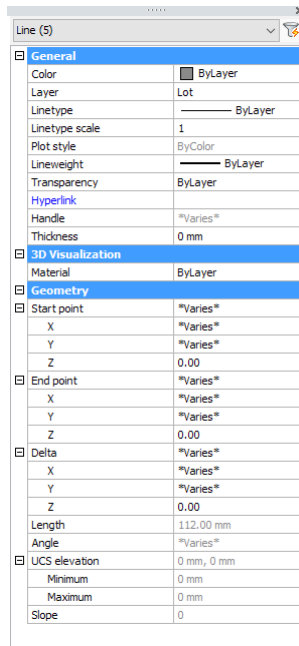 Line (5)
General
Color ByLayer
Layer Lot
Linetype ByLayer
Linetype scale 1
Plot style ByColor
Lineweight ByLayer
Transparency ByLayer
Hyperlink
Handle *Varies*
Thickness 0 mm
3D Visualization
Material ByLayer
Geometry
Start point *Varies*
X *Varies*
Y *Varies*
Z 0.00
End point *Varies*
X *Varies*
Y *Varies*
Z 0.00
Delta *Varies*
X *Varies*
Y *Varies*
Z 0.00
Length 112.00 mm
Angle *Varies*
UCS elevation 0 mm, 0 mm
Minimum 0 mm
Maximum 0 mm
Slope 0